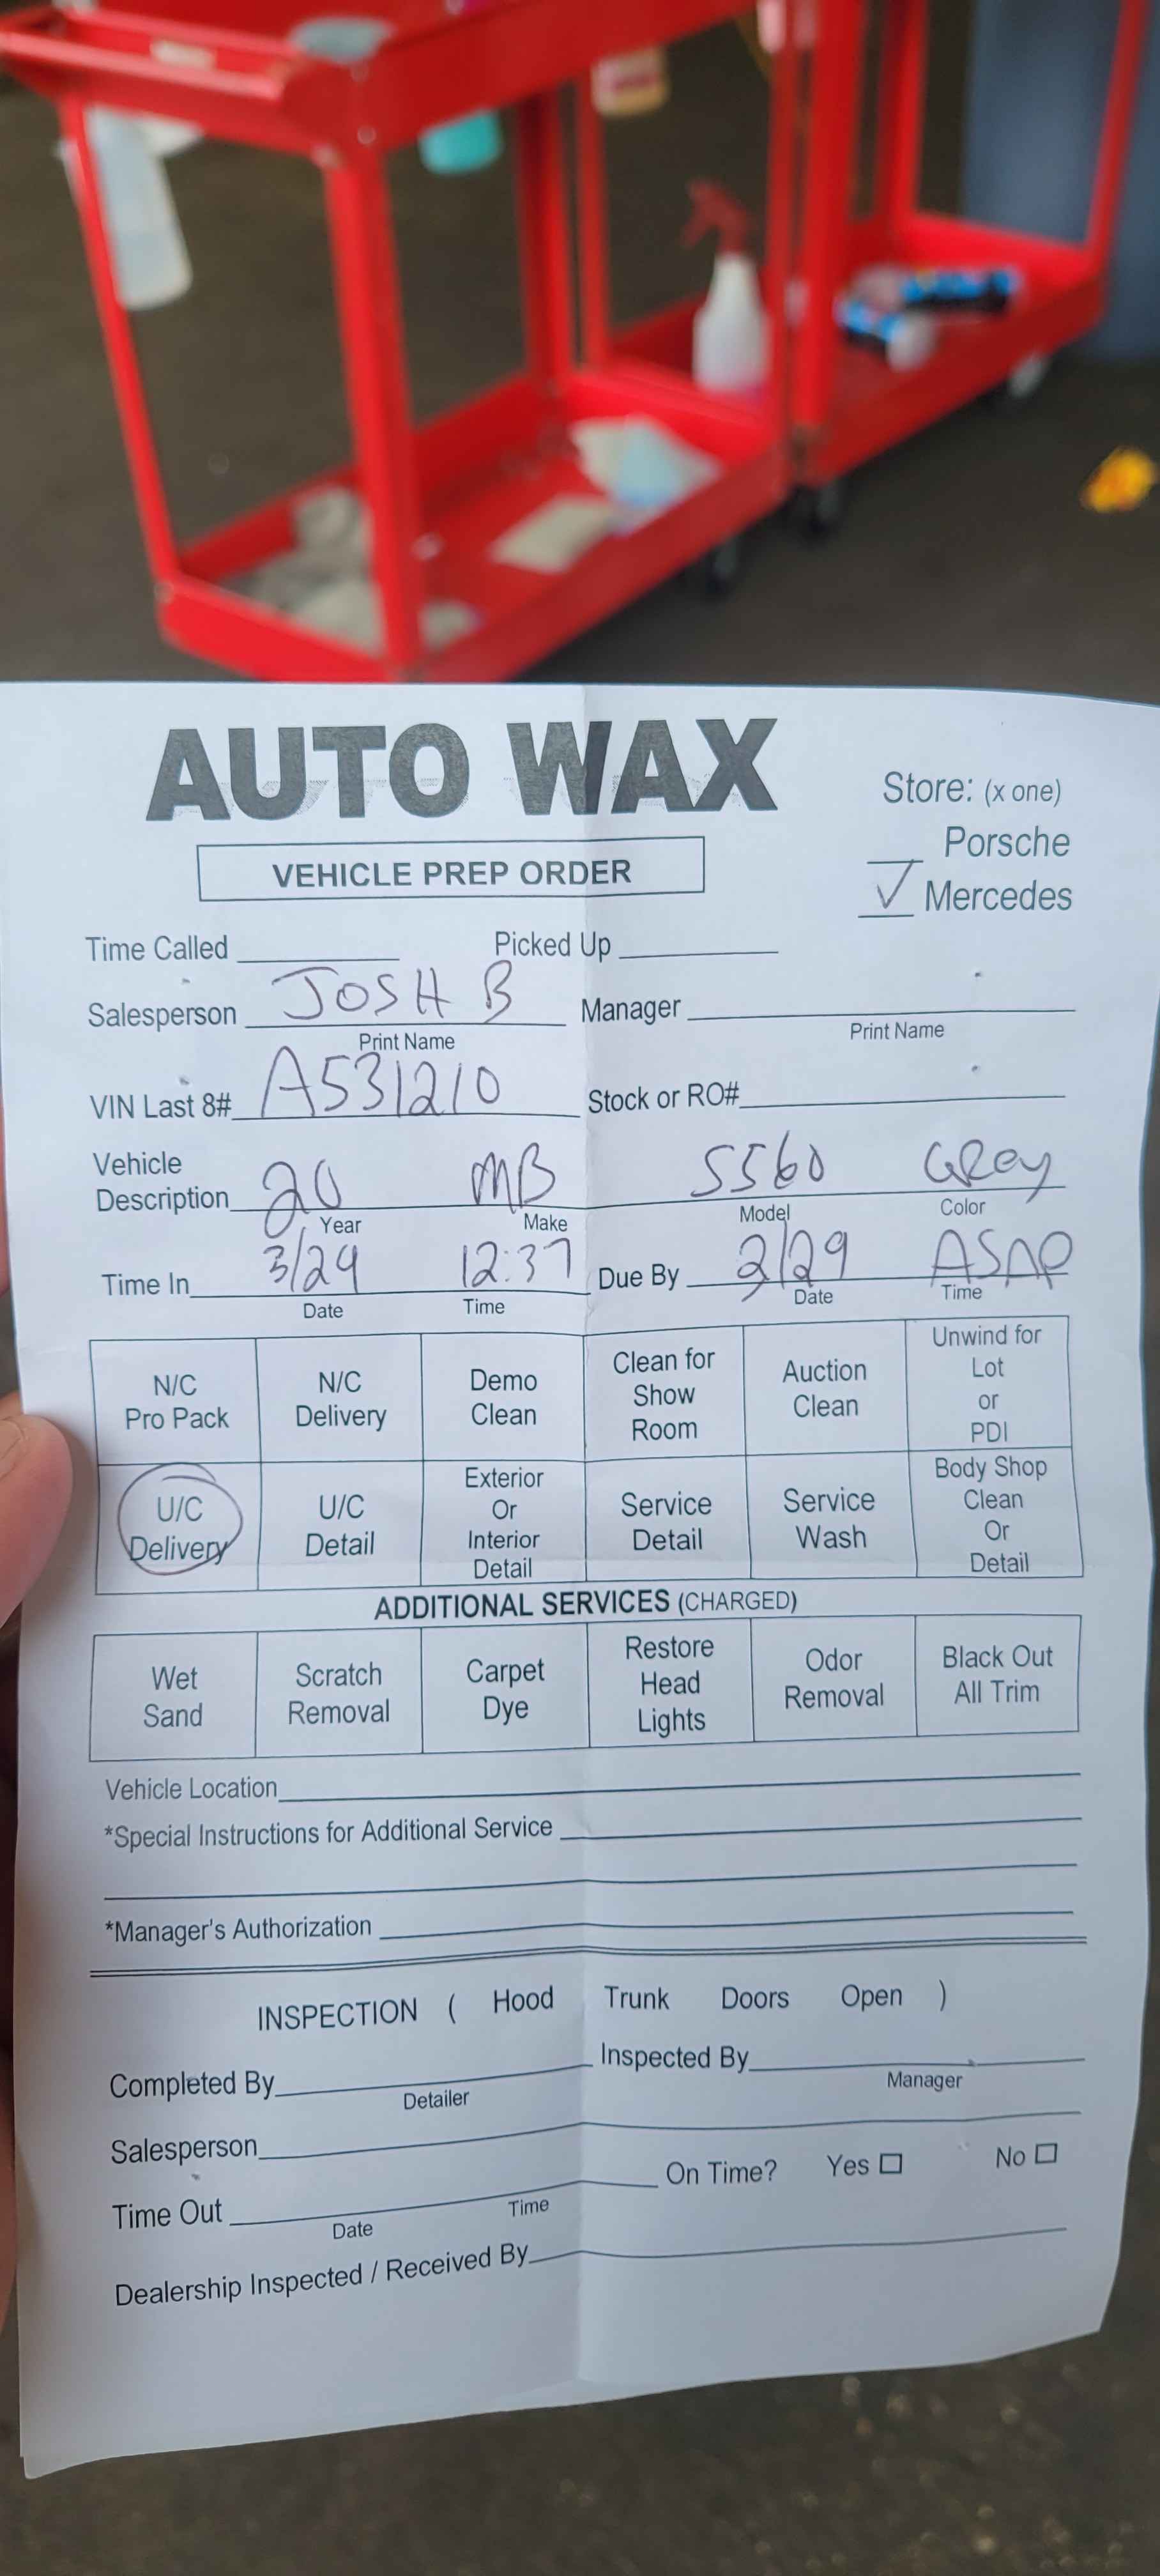 AUTO WAX
VEHICLE PREP ORDER
Store: (x one)
Porsche
✓ Mercedes
Time Called Picked Up
Salesperson JOSH B Manager
Print Name Print Name
VIN Last 8# A531210 Stock or RO#
Vehicle Description 20 MB S560 Grey
Year Make Model Color
Time In 3/29 12:37 Due By 3/29 ASAP
Date Time Date Time
N/C Pro Pack
N/C Delivery
Demo Clean
Clean for Show Room
Auction Clean
Unwind for Lot or PDI
U/C Delivery
U/C Detail
Exterior Or Interior Detail
Service Detail
Service Wash
Body Shop Clean Or Detail
ADDITIONAL SERVICES (CHARGED)
Wet Sand
Scratch Removal
Carpet Dye
Restore Head Lights
Odor Removal
Black Out All Trim
Vehicle Location
*Special Instructions for Additional Service
*Manager's Authorization
INSPECTION ( Hood Trunk Doors Open )
Completed By Inspected By
Detailer Manager
Salesperson
On Time? Yes No
Time Out
Date Time
Dealership Inspected / Received By